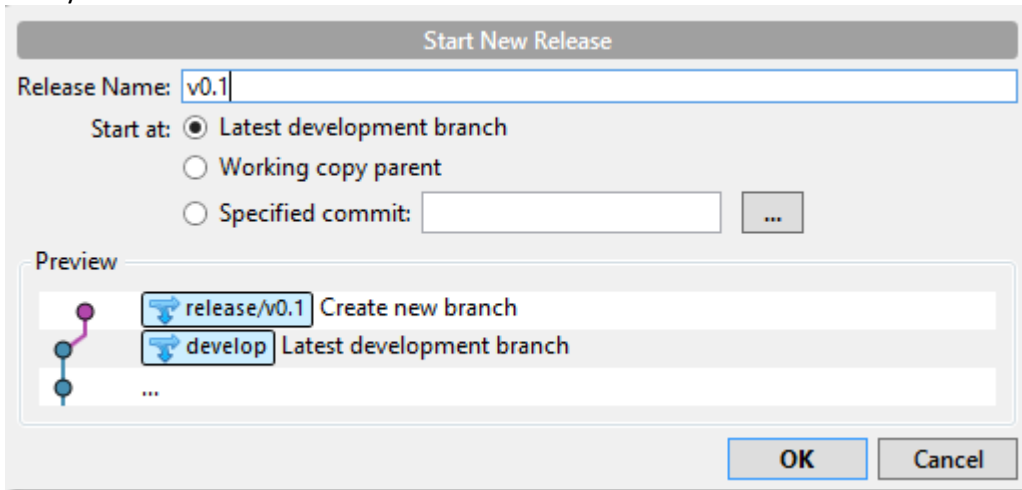 Start New Release
Release Name: v0.1
Start at: Latest development branch
Working copy parent
Specified commit: ...
Preview
release/v0.1 Create new branch
develop Latest development branch
...
OK Cancel